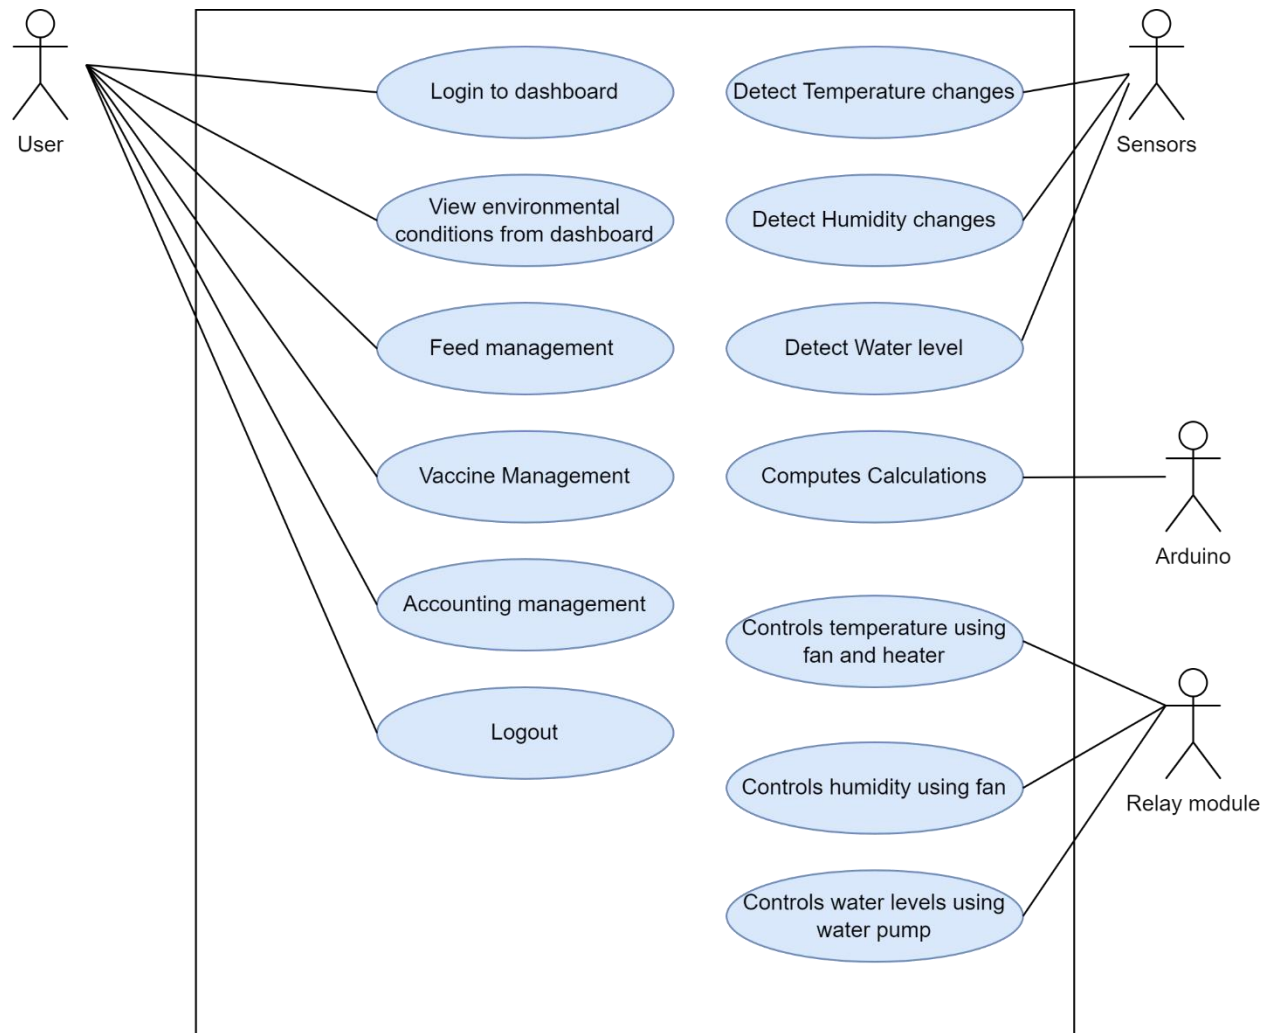 User
Login to dashboard
View environmental
conditions from dashboard
Feed management
Vaccine Management
Accounting management
Logout
Detect Temperature changes
Detect Humidity changes
Detect Water level
Computes Calculations
Controls temperature using
fan and heater
Controls humidity using fan
Controls water levels using
water pump
Sensors
Arduino
Relay module